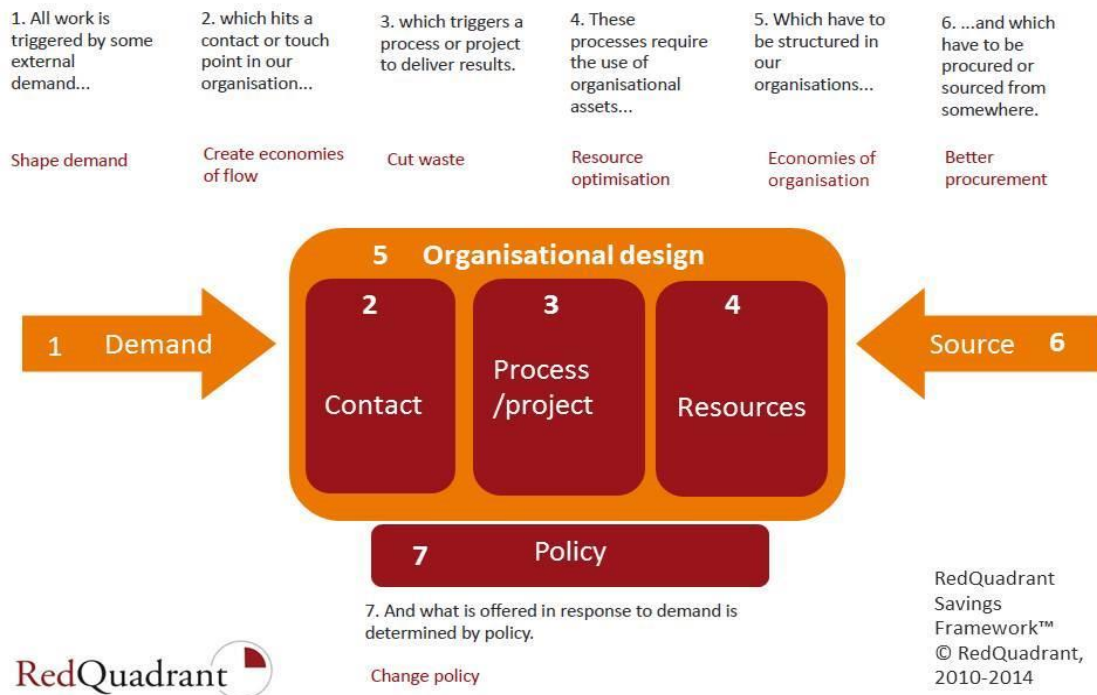 1. All work is
triggered by some
external
demand...
Shape demand
2. which hits a
contact or touch
point in our
organisation...
Create economies
of flow
3. which triggers a
process or project
to deliver results.
Cut waste
4. These
processes require
the use of
organisational
assets...
Resource
optimisation
5. Which have to
be structured in
our
organisations...
Economies of
organisation
6. ...and which
have to be
procured or
sourced from
somewhere.
Better
procurement
5 Organisational design
1 Demand
2
Contact
3
Process
/project
4
Resources
Source 6
7 Policy
7. And what is offered in response to demand is
determined by policy.
Change policy
RedQuadrant
RedQuadrant
Savings
Framework™
© RedQuadrant,
2010-2014